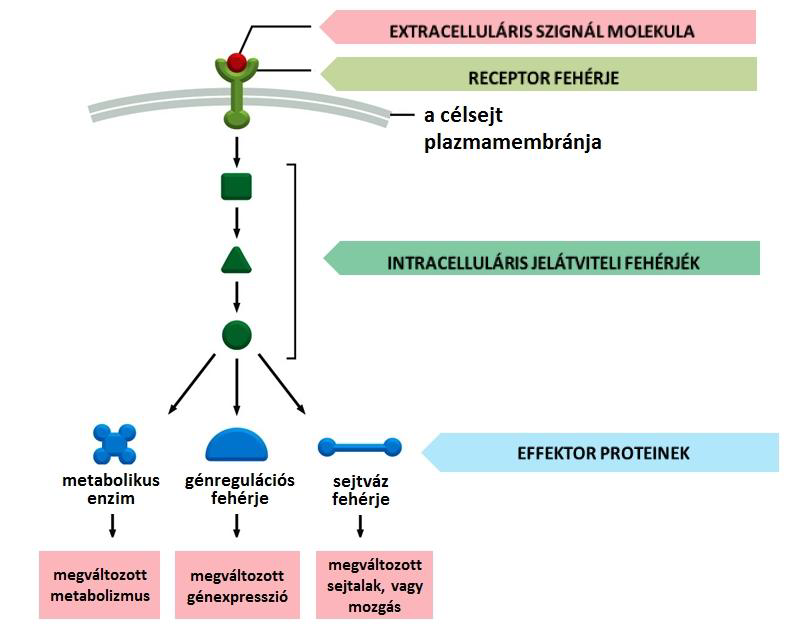 EXTRACELLULÁRIS SZIGNÁL MOLEKULA
RECEPTOR FEHÉRJE
a célsejt
plazmamembránja
INTRACELLULÁRIS JELÁTVITELI FEHÉRJÉK
EFFEKTOR PROTEINEK
metabolikus
enzim
génregulációs
fehérje
sejtváz
fehérje
megváltozott
metabolizmus
megváltozott
génexpresszió
megváltozott
sejtalak, vagy
mozgás